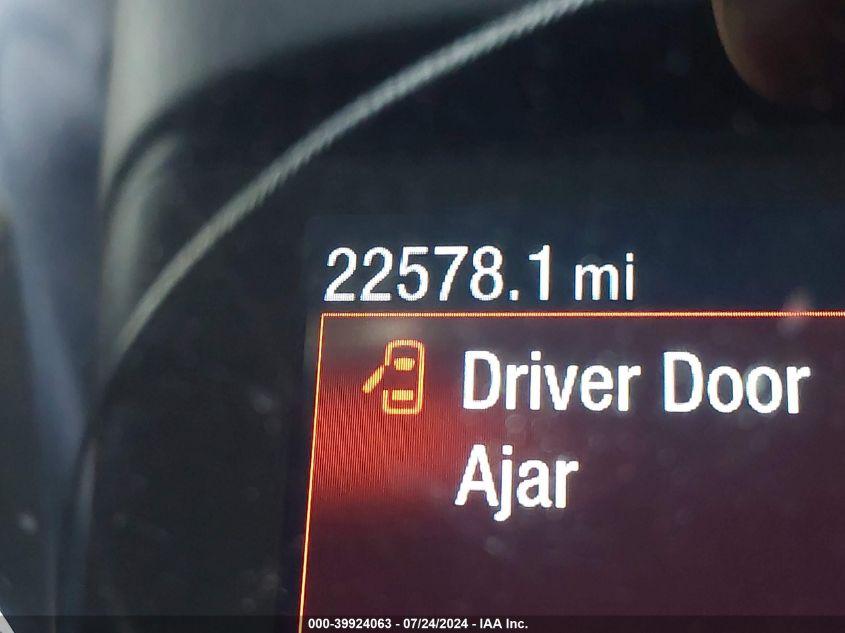 22578.1 mi
Driver Door
Ajar
000-39924063 - 07/24/2024 - IAA Inc.